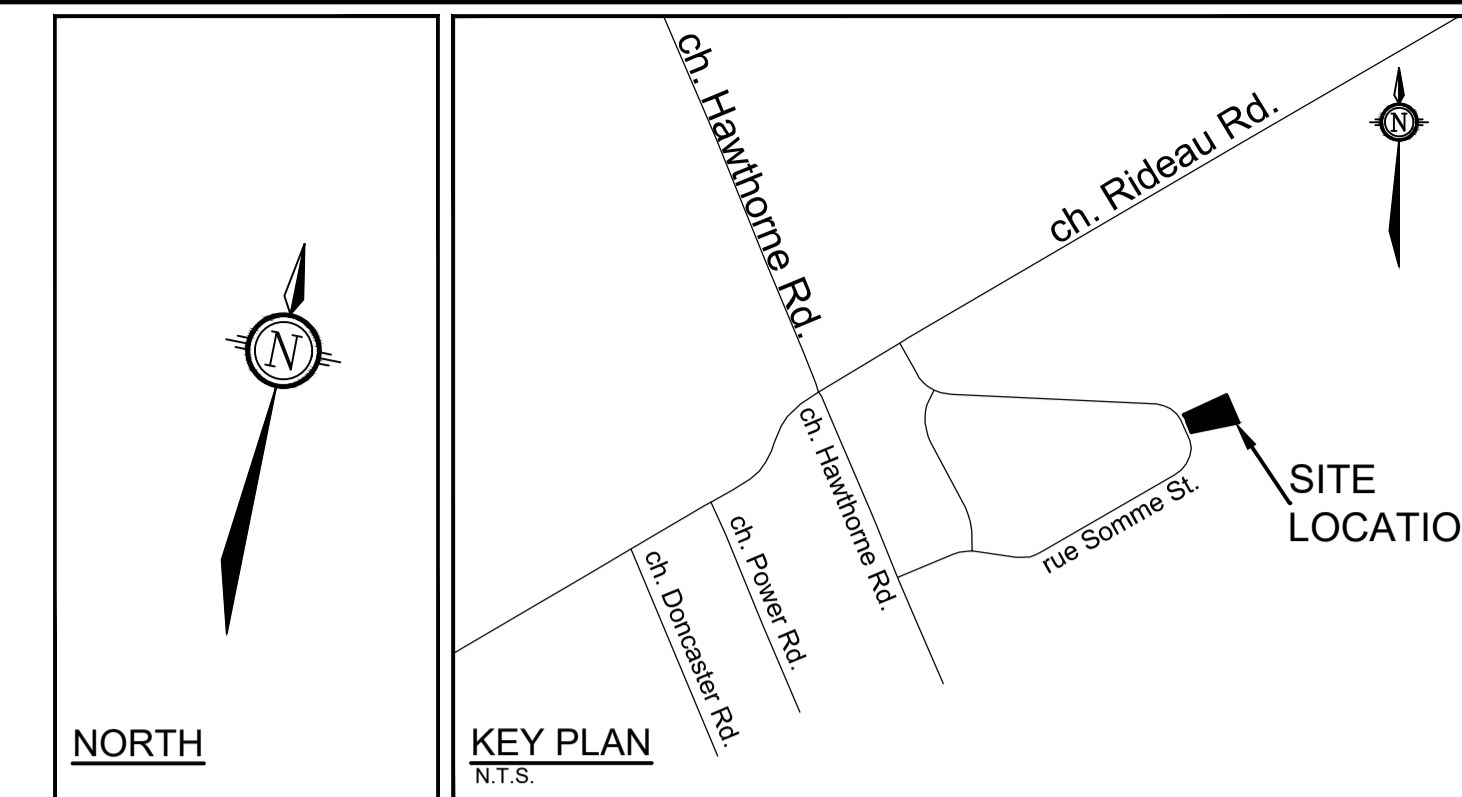 N
NORTH
ch. Hawthorne Rd.
ch. Rideau Rd.
N
ch. Hawthorne Rd.
SITE
LOCATIO
rue Somme St.
ch. Power Rd.
ch. Doncaster Rd.
KEY PLAN
N.T.S.